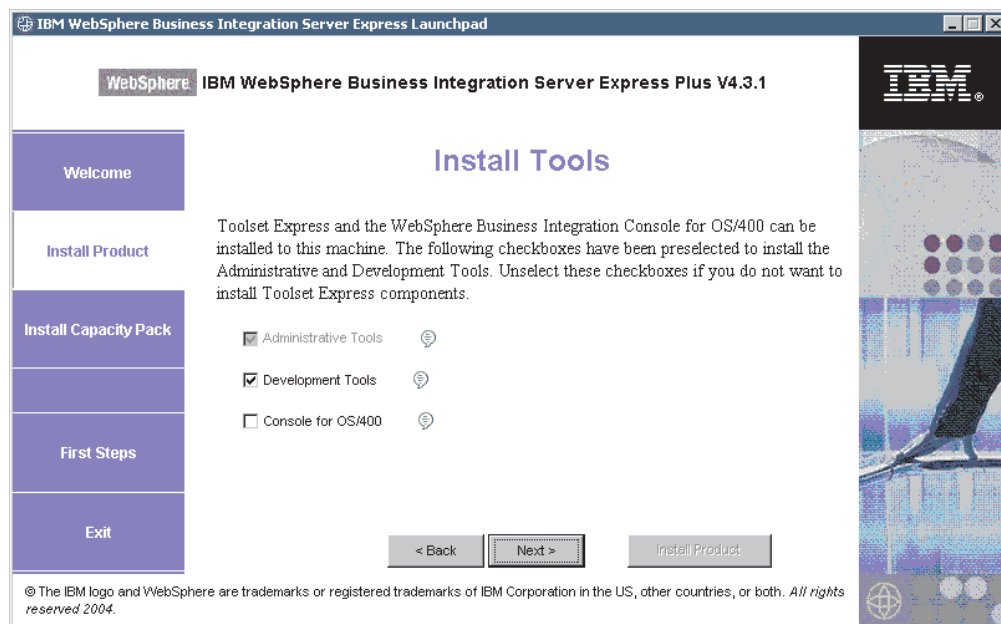 IBM WebSphere Business Integration Server Express Launchpad
WebSphere IBM WebSphere Business Integration Server Express Plus V4.3.1
IBM®
Welcome
Install Product
Install Capacity Pack
First Steps
Exit
Install Tools
Toolset Express and the WebSphere Business Integration Console for OS/400 can be
installed to this machine. The following checkboxes have been preselected to install the
Administrative and Development Tools. Unselect these checkboxes if you do not want to
install Toolset Express components.
Administrative Tools
Development Tools
Console for OS/400
< Back
Next >
Install Product
© The IBM logo and WebSphere are trademarks or registered trademarks of IBM Corporation in the US, other countries, or both. All rights
reserved 2004.